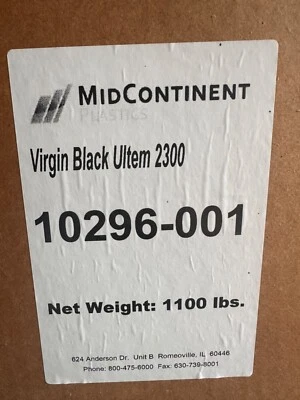 MIDCONTINENT
PLASTICS
Virgin Black Ultem 2300
10296-001
Net Weight: 1100 lbs.
624 Anderson Dr. Unit B Romeoville, IL 60446
Phone: 800-475-6000 Fax: 630-739-8001